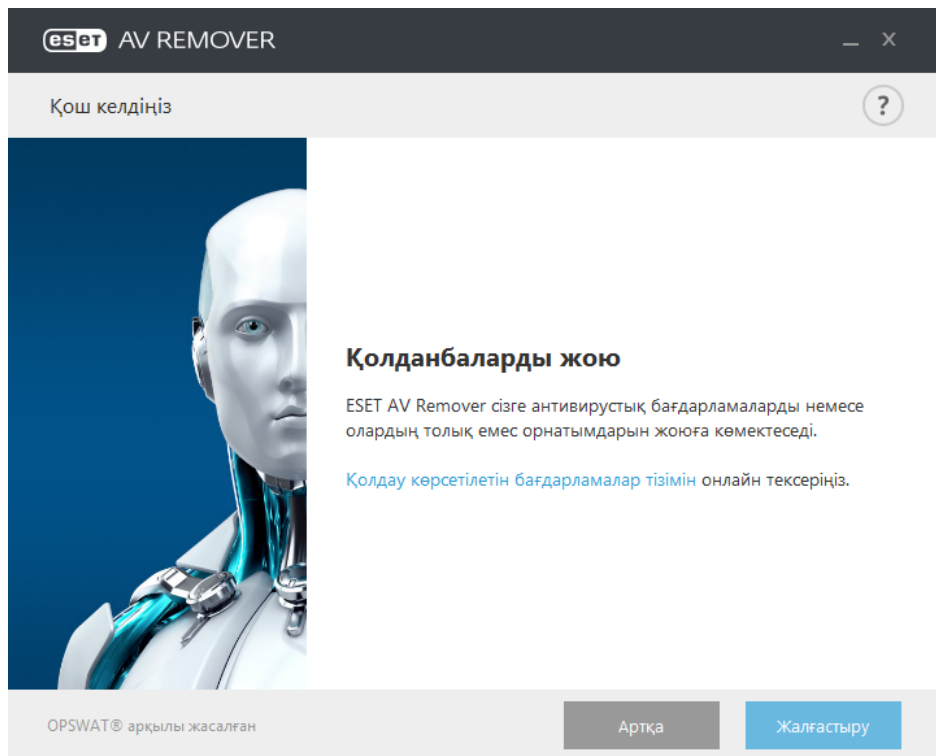 eset AV REMOVER
Қош келдіңіз
?
Қолданбаларды жою
ESET AV Remover сізге антивирустық бағдарламаларды немесе
олардың толық емес орнатымдарын жоюға көмектеседі.
Қолдау көрсетілетін бағдарламалар тізімін онлайн тексеріңіз.
OPSWAT® арқылы жасалған
Артқа
Жалғастыру